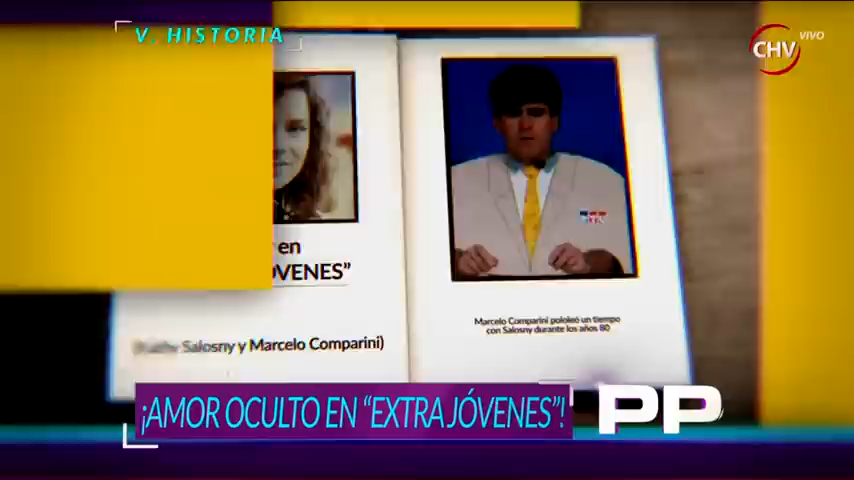 V. HISTORIA
CHV VIVO
en
VENES”
Salosny y Marcelo Comparini)
Marcelo Comparini pololeó un tiempo
con Salosny durante los años 80
¡AMOR OCULTO EN “EXTRA JÓVENES”!
PP